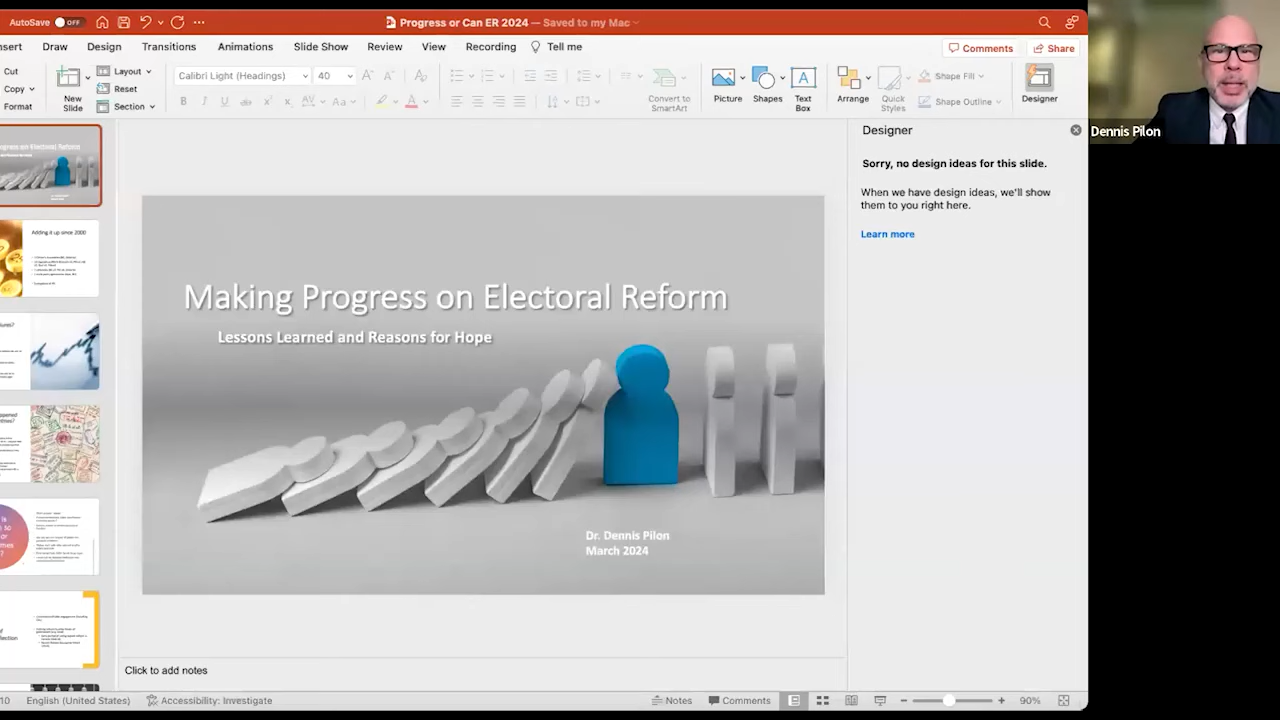 AutoSave OFF
Progress or Can ER 2024 — Saved to my Mac
nsert Draw Design Transitions Animations Slide Show Review View Recording Tell me Comments Share
Cut
Copy
Format
New
Slide
Layout
Reset
Section
Calibri Light (Headings) 40
Convert to
SmartArt
Picture
Shapes
Text
Box
Arrange
Quick
Styles
Shape Fill
Shape Outline
Designer
Dennis Pilon
Designer
Sorry, no design ideas for this slide.
When we have design ideas, we'll show
them to you right here.
Learn more
Adding it up since 2000
Making Progress on Electoral Reform
Lessons Learned and Reasons for Hope
Dr. Dennis Pilon
March 2024
Click to add notes
10 English (United States) Accessibility: Investigate Notes Comments 90%